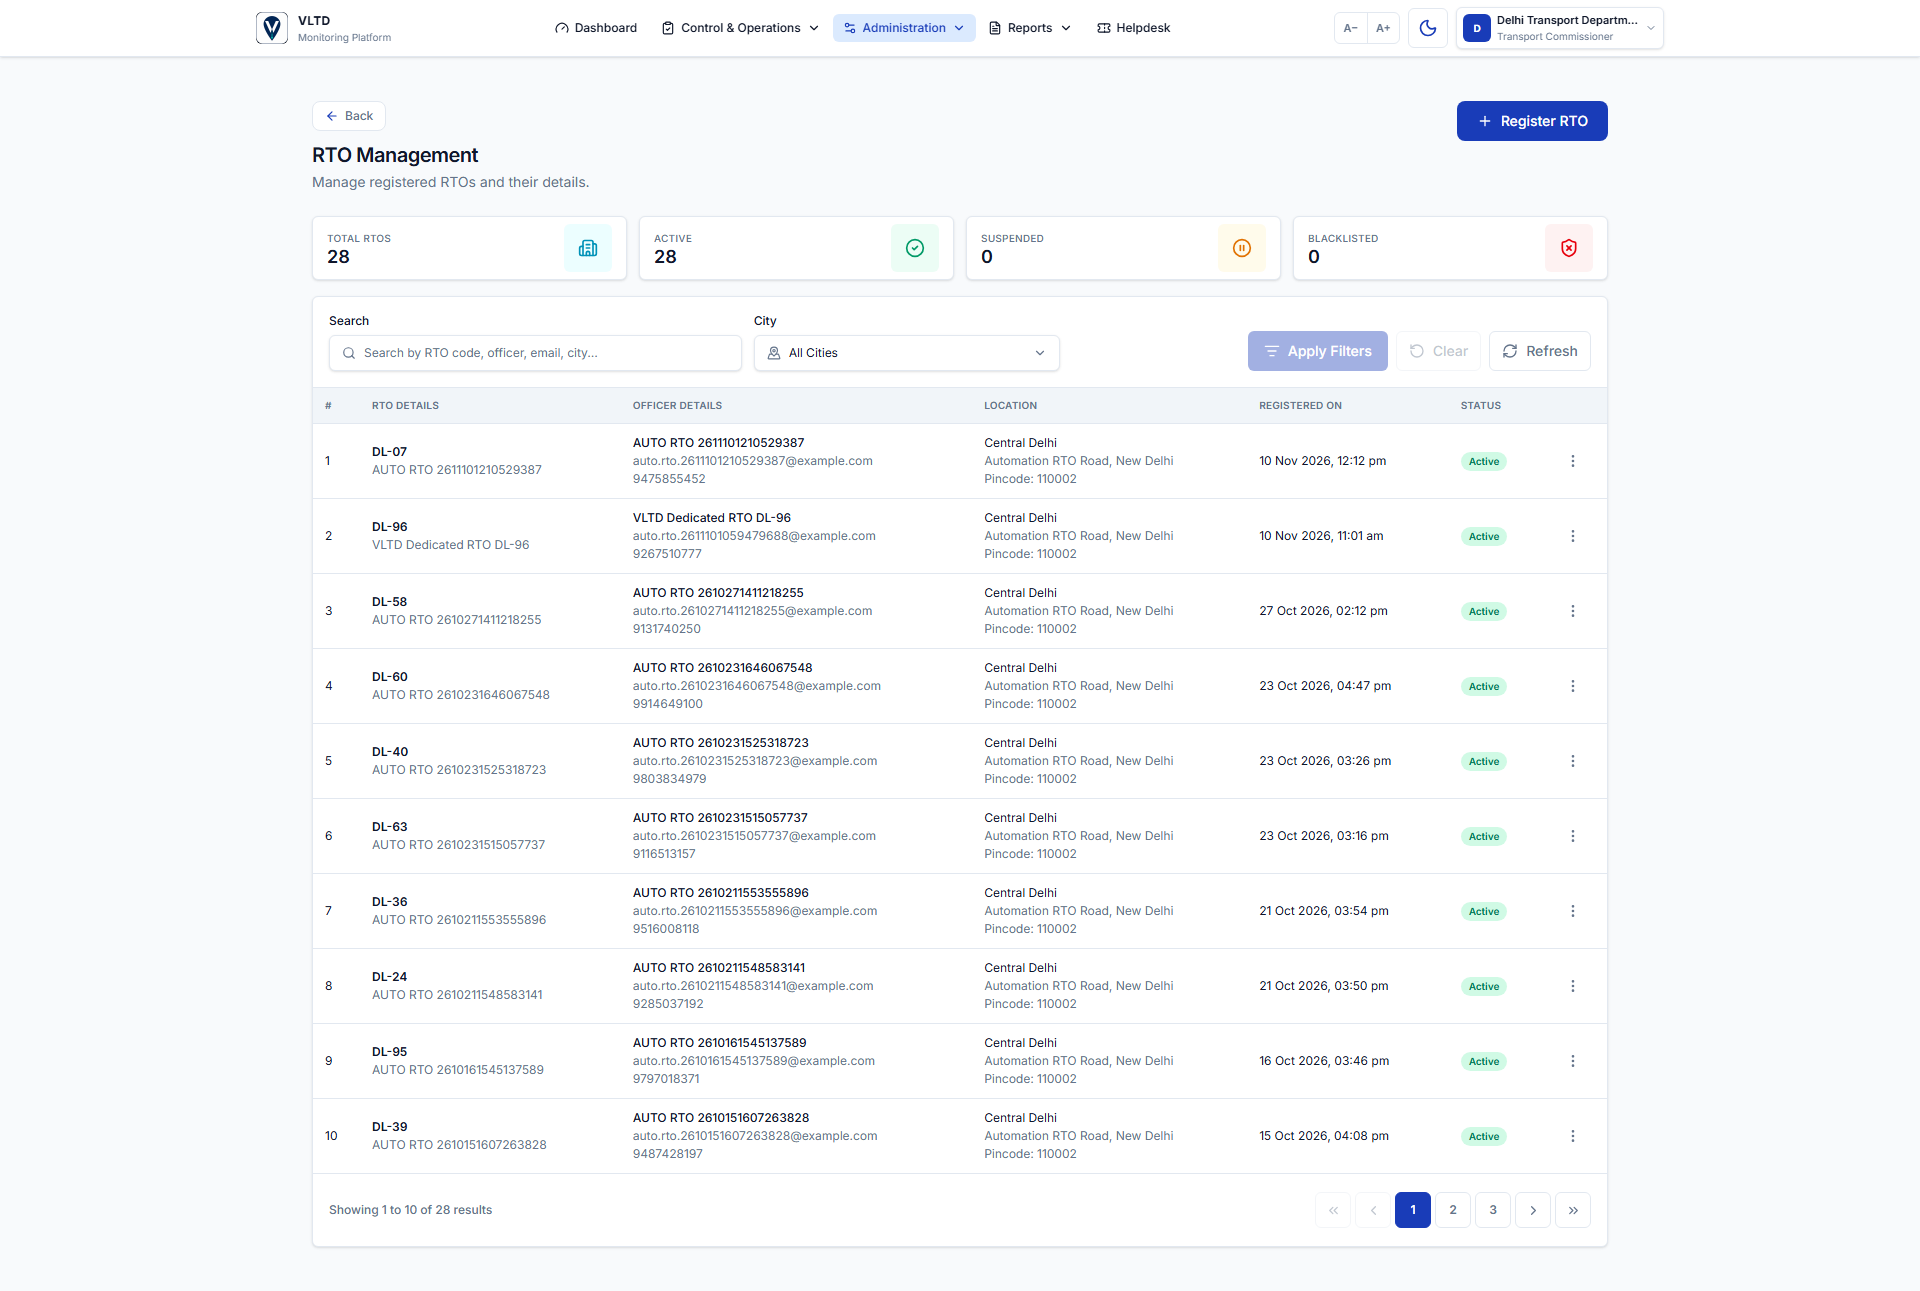 VLTD
Monitoring Platform
Dashboard
Control & Operations
Administration
Reports
Helpdesk
A-
A+
D
Delhi Transport Departm...
Transport Commissioner
Back
Register RTO
RTO Management
Manage registered RTOs and their details.
TOTAL RTOS
28
ACTIVE
28
SUSPENDED
0
BLACKLISTED
0
Search
Search by RTO code, officer, email, city...
City
All Cities
Apply Filters
Clear
Refresh
# RTO DETAILS OFFICER DETAILS LOCATION REGISTERED ON STATUS
1
DL-07
AUTO RTO 2611101210529387
AUTO RTO 2611101210529387
auto.rto.2611101210529387@example.com
9475855452
Central Delhi
Automation RTO Road, New Delhi
Pincode: 110002
10 Nov 2026, 12:12 pm
Active
2
DL-96
VLTD Dedicated RTO DL-96
VLTD Dedicated RTO DL-96
auto.rto.2611101059479688@example.com
9267510777
Central Delhi
Automation RTO Road, New Delhi
Pincode: 110002
10 Nov 2026, 11:01 am
Active
3
DL-58
AUTO RTO 2610271411218255
AUTO RTO 2610271411218255
auto.rto.2610271411218255@example.com
9131740250
Central Delhi
Automation RTO Road, New Delhi
Pincode: 110002
27 Oct 2026, 02:12 pm
Active
4
DL-60
AUTO RTO 2610231646067548
AUTO RTO 2610231646067548
auto.rto.2610231646067548@example.com
9914649100
Central Delhi
Automation RTO Road, New Delhi
Pincode: 110002
23 Oct 2026, 04:47 pm
Active
5
DL-40
AUTO RTO 2610231525318723
AUTO RTO 2610231525318723
auto.rto.2610231525318723@example.com
9803834979
Central Delhi
Automation RTO Road, New Delhi
Pincode: 110002
23 Oct 2026, 03:26 pm
Active
6
DL-63
AUTO RTO 2610231515057737
AUTO RTO 2610231515057737
auto.rto.2610231515057737@example.com
9116513157
Central Delhi
Automation RTO Road, New Delhi
Pincode: 110002
23 Oct 2026, 03:16 pm
Active
7
DL-36
AUTO RTO 2610211553555896
AUTO RTO 2610211553555896
auto.rto.2610211553555896@example.com
9516008118
Central Delhi
Automation RTO Road, New Delhi
Pincode: 110002
21 Oct 2026, 03:54 pm
Active
8
DL-24
AUTO RTO 2610211548583141
AUTO RTO 2610211548583141
auto.rto.2610211548583141@example.com
9285037192
Central Delhi
Automation RTO Road, New Delhi
Pincode: 110002
21 Oct 2026, 03:50 pm
Active
9
DL-95
AUTO RTO 2610161545137589
AUTO RTO 2610161545137589
auto.rto.2610161545137589@example.com
9797018371
Central Delhi
Automation RTO Road, New Delhi
Pincode: 110002
16 Oct 2026, 03:46 pm
Active
10
DL-39
AUTO RTO 2610151607263828
AUTO RTO 2610151607263828
auto.rto.2610151607263828@example.com
9487428197
Central Delhi
Automation RTO Road, New Delhi
Pincode: 110002
15 Oct 2026, 04:08 pm
Active
Showing 1 to 10 of 28 results
« ‹ 1 2 3 › »